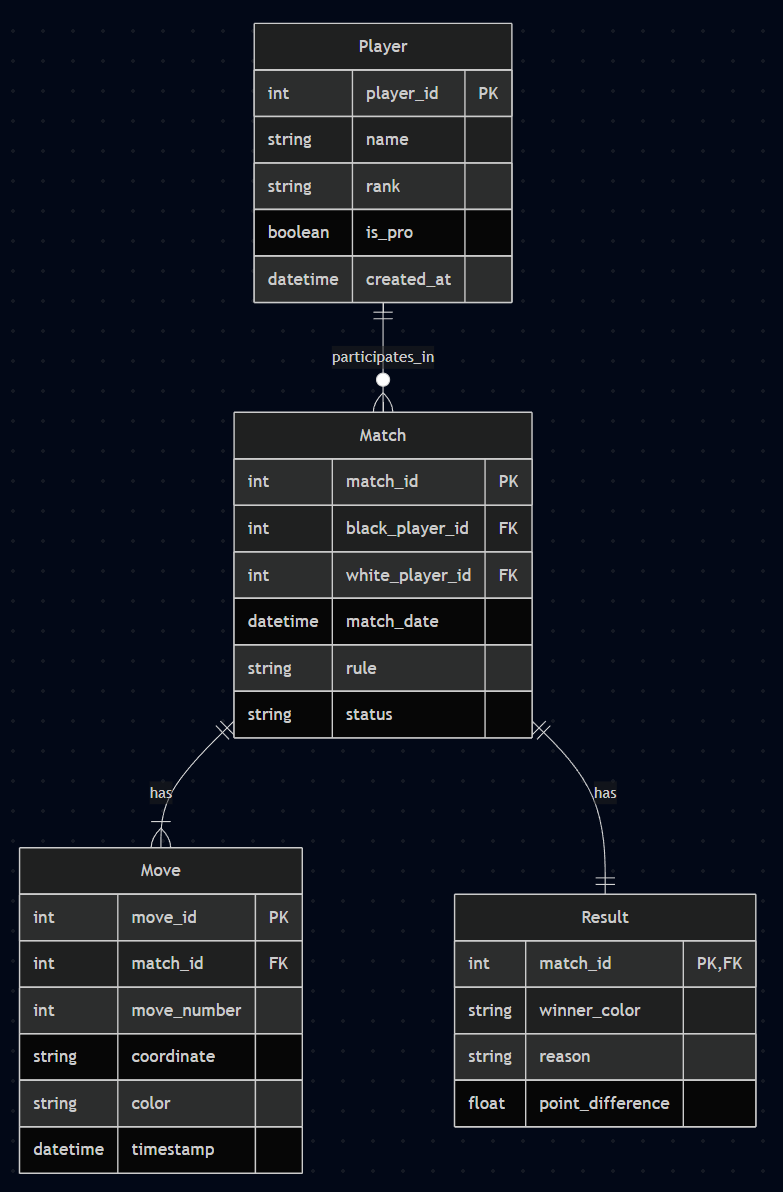 Player
int player_id PK
string name
string rank
boolean is_pro
datetime created_at
participates_in
Match
int match_id PK
int black_player_id FK
int white_player_id FK
datetime match_date
string rule
string status
has
has
Move
int move_id PK
int match_id FK
int move_number
string coordinate
string color
datetime timestamp
Result
int match_id PK,FK
string winner_color
string reason
float point_difference